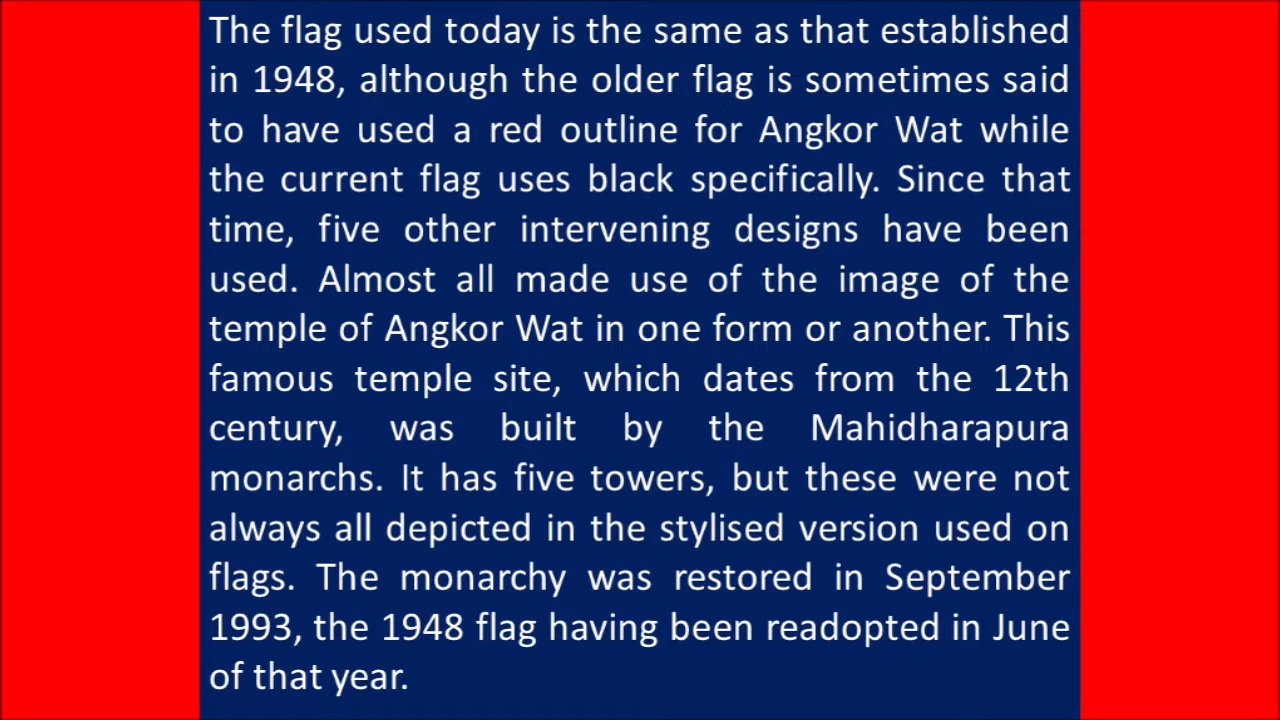 The flag used today is the same as that established
in 1948, although the older flag is sometimes said
to have used a red outline for Angkor Wat while
the current flag uses black specifically. Since that
time, five other intervening designs have been
used. Almost all made use of the image of the
temple of Angkor Wat in one form or another. This
famous temple site, which dates from the 12th
century, was built by the Mahidharapura
monarchs. It has five towers, but these were not
always all depicted in the stylised version used on
flags. The monarchy was restored in September
1993, the 1948 flag having been readopted in June
of that year.